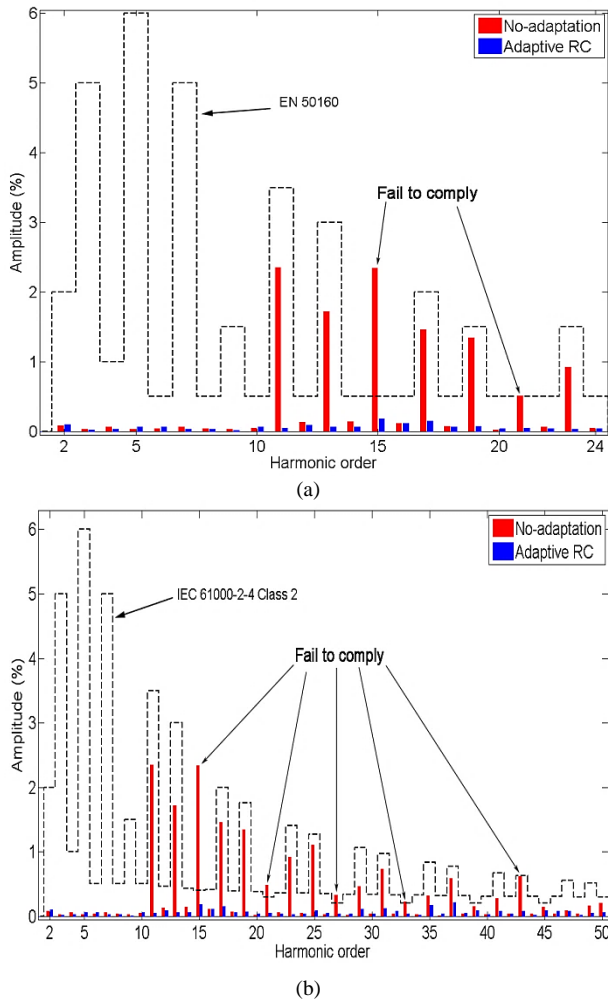 6
5
4
3
2
1
0
Amplitude (%)
No-adaptation
Adaptive RC
EN 50160
Fail to comply
2
5
10
15
20
24
Harmonic order
(a)
6
5
4
3
2
1
0
Amplitude (%)
No-adaptation
Adaptive RC
IEC 61000-2-4 Class 2
Fail to comply
2
5
10
15
20
25
30
35
40
45
50
Harmonic order
(b)